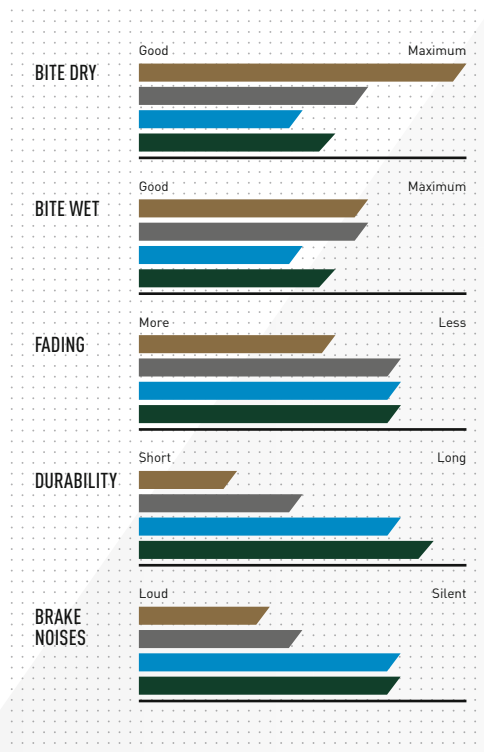 Good Maximum
BITE DRY
Good Maximum
BITE WET
More Less
FADING
Short Long
DURABILITY
Loud Silent
BRAKE
NOISES